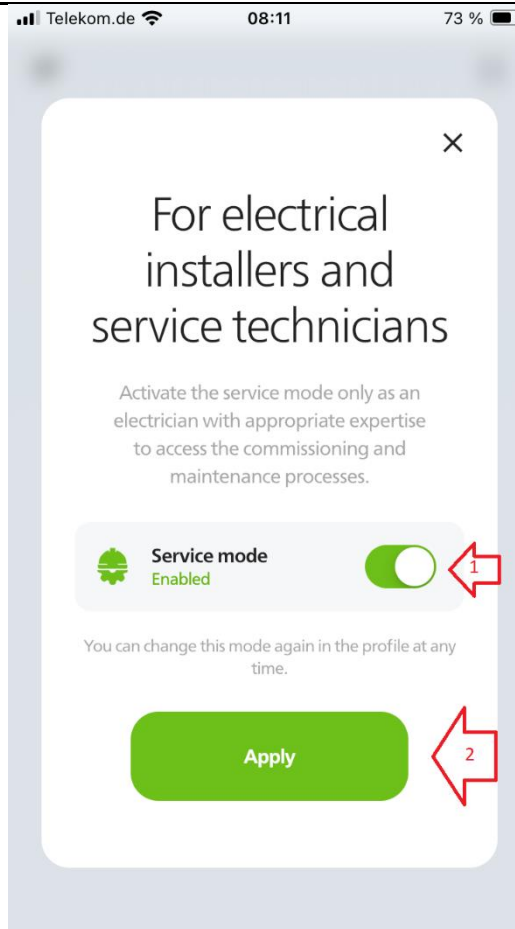 Telekom.de 08:11 73 %
For electrical
installers and
service technicians
Activate the service mode only as an
electrician with appropriate expertise
to access the commissioning and
maintenance processes.
Service mode
Enabled
1
You can change this mode again in the profile at any
time.
Apply
2